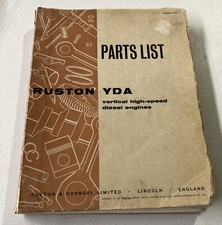 PARTS LIST
RUSTON YDA
vertical high-speed
diesel engines
RUSTON & HORNSBY LIMITED · LINCOLN · ENGLAND